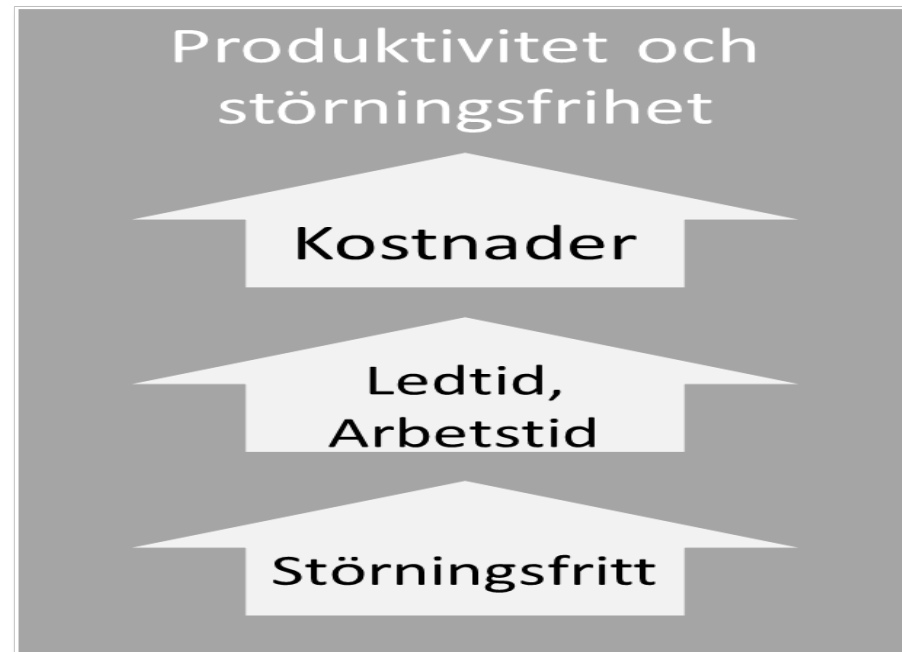 Produktivitet och
störningsfrihet
Kostnader
Ledtid,
Arbetstid
Störningsfritt